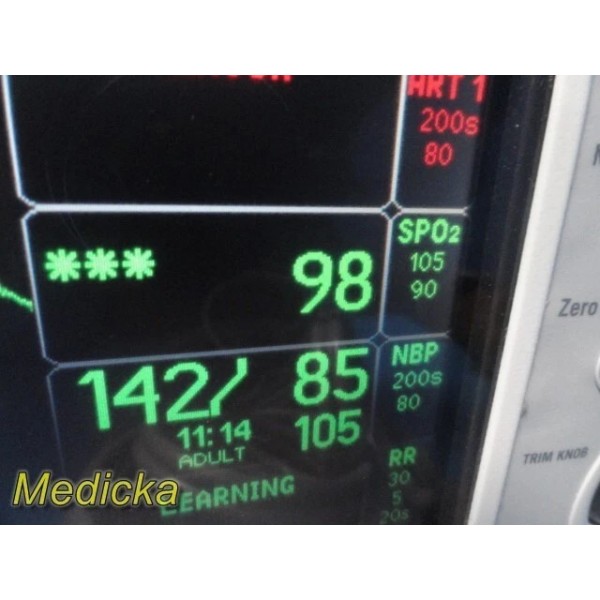 ART 1
200s
80
*** 98 SPO2
105
90
Zero
142/ 85 NBP
200s
80
11:14 105
ADULT
TRIM KNOB
RR
30
5
20s
LEARNING
Medicka